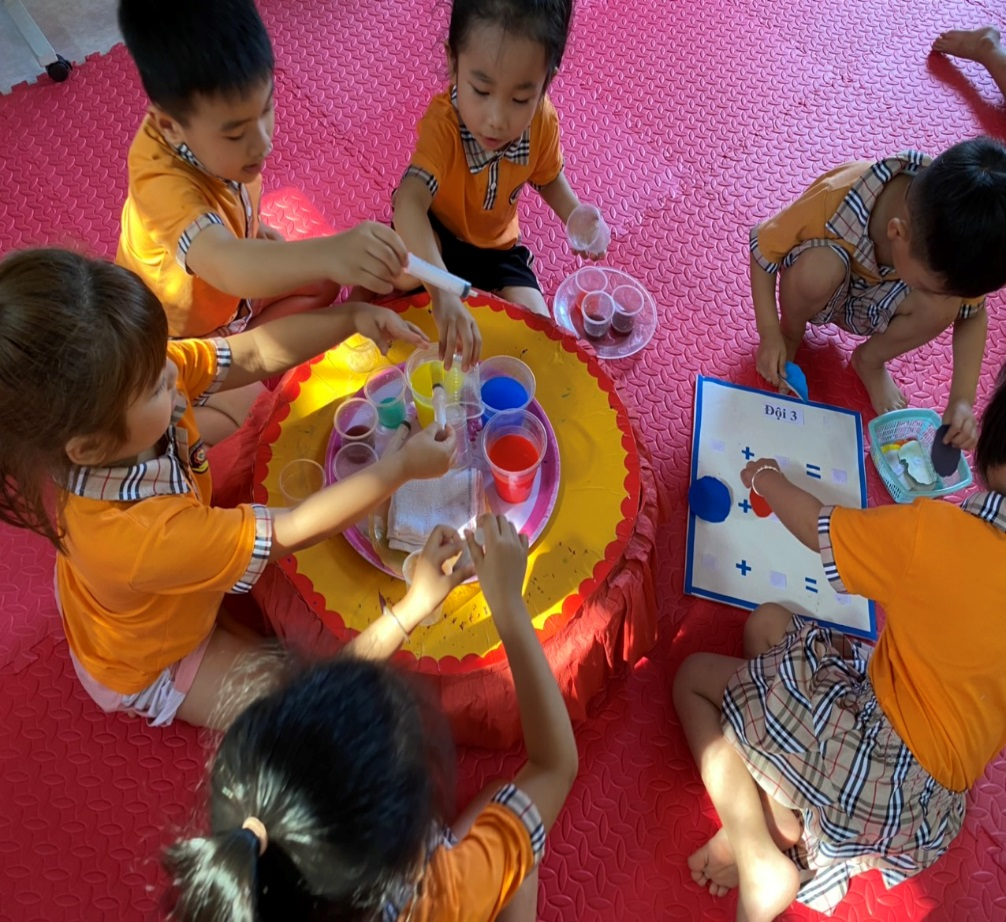 Đội 3
+ =
+
+ =